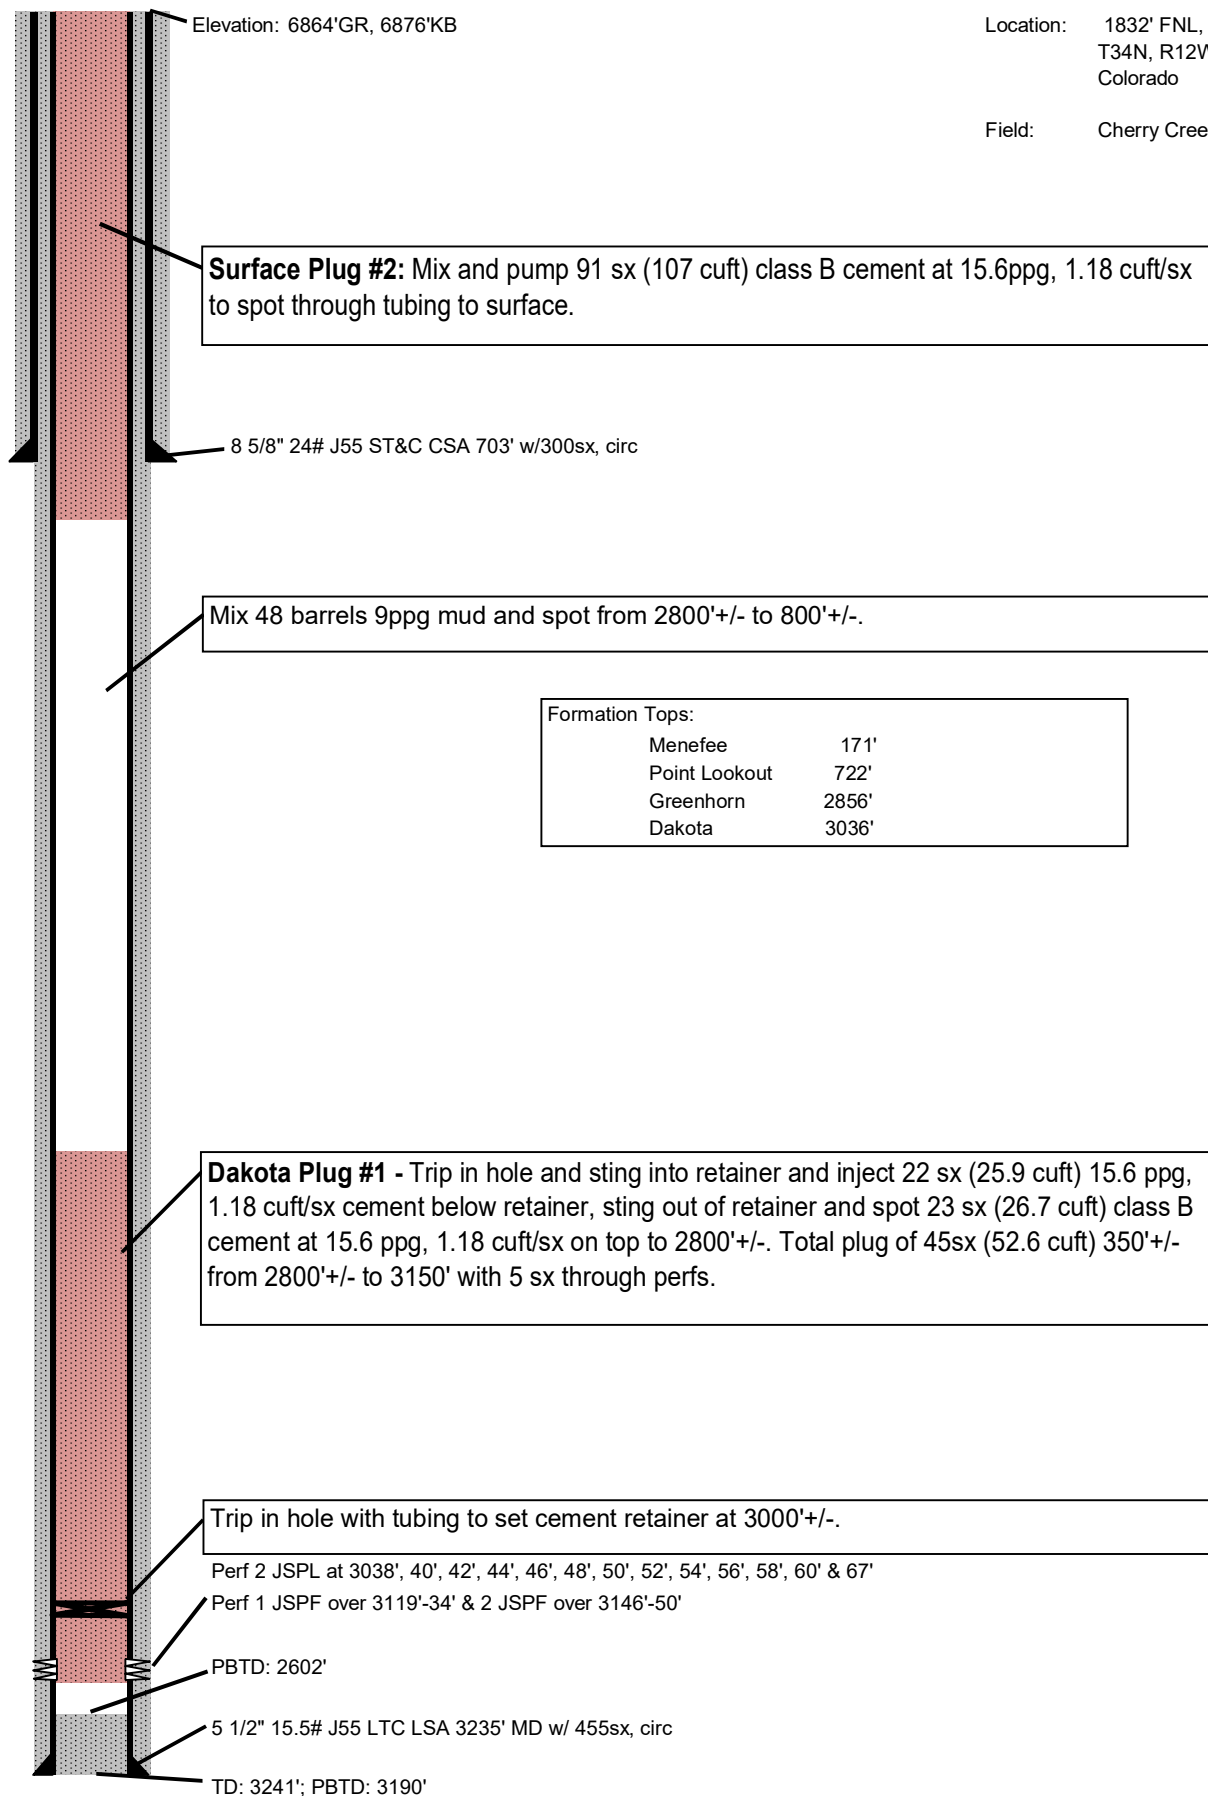 Elevation: 6864'GR, 6876'KB
Location: 1832' FNL,
T34N, R12W
Colorado
Field: Cherry Cree
Surface Plug #2: Mix and pump 91 sx (107 cuft) class B cement at 15.6ppg, 1.18 cuft/sx
to spot through tubing to surface.
8 5/8" 24# J55 ST&C CSA 703' w/300sx, circ
Mix 48 barrels 9ppg mud and spot from 2800'+/- to 800'+/-.
Formation Tops:
Menefee 171'
Point Lookout 722'
Greenhorn 2856'
Dakota 3036'
Dakota Plug #1 - Trip in hole and sting into retainer and inject 22 sx (25.9 cuft) 15.6 ppg,
1.18 cuft/sx cement below retainer, sting out of retainer and spot 23 sx (26.7 cuft) class B
cement at 15.6 ppg, 1.18 cuft/sx on top to 2800'+/-. Total plug of 45sx (52.6 cuft) 350'+/-
from 2800'+/- to 3150' with 5 sx through perfs.
Trip in hole with tubing to set cement retainer at 3000'+/-.
Perf 2 JSPL at 3038', 40', 42', 44', 46', 48', 50', 52', 54', 56', 58', 60' & 67'
Perf 1 JSPF over 3119'-34' & 2 JSPF over 3146'-50'
PBTD: 2602'
5 1/2" 15.5# J55 LTC LSA 3235' MD w/ 455sx, circ
TD: 3241'; PBTD: 3190'